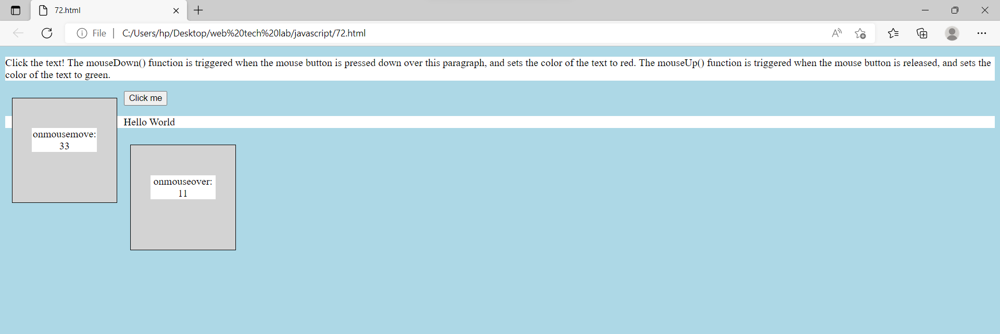 72.html
File
C:/Users/hp/Desktop/web%20tech%20lab/javascript/72.html
Click the text! The mouseDown() function is triggered when the mouse button is pressed down over this paragraph, and sets the color of the text to red. The mouseUp() function is triggered when the mouse button is released, and sets the
color of the text to green.
Click me
Hello World
onmousemove:
33
onmouseover:
11